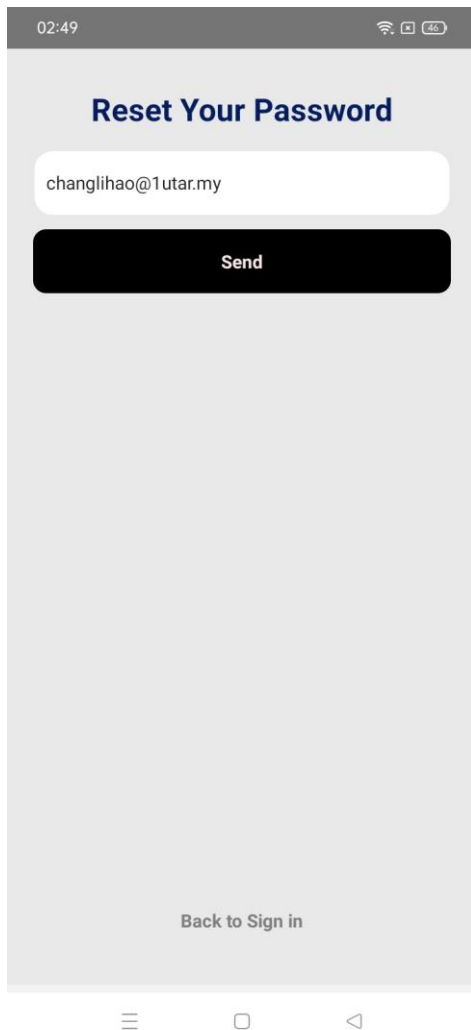 02:49
46
Reset Your Password
changlihao@1utar.my
Send
Back to Sign in